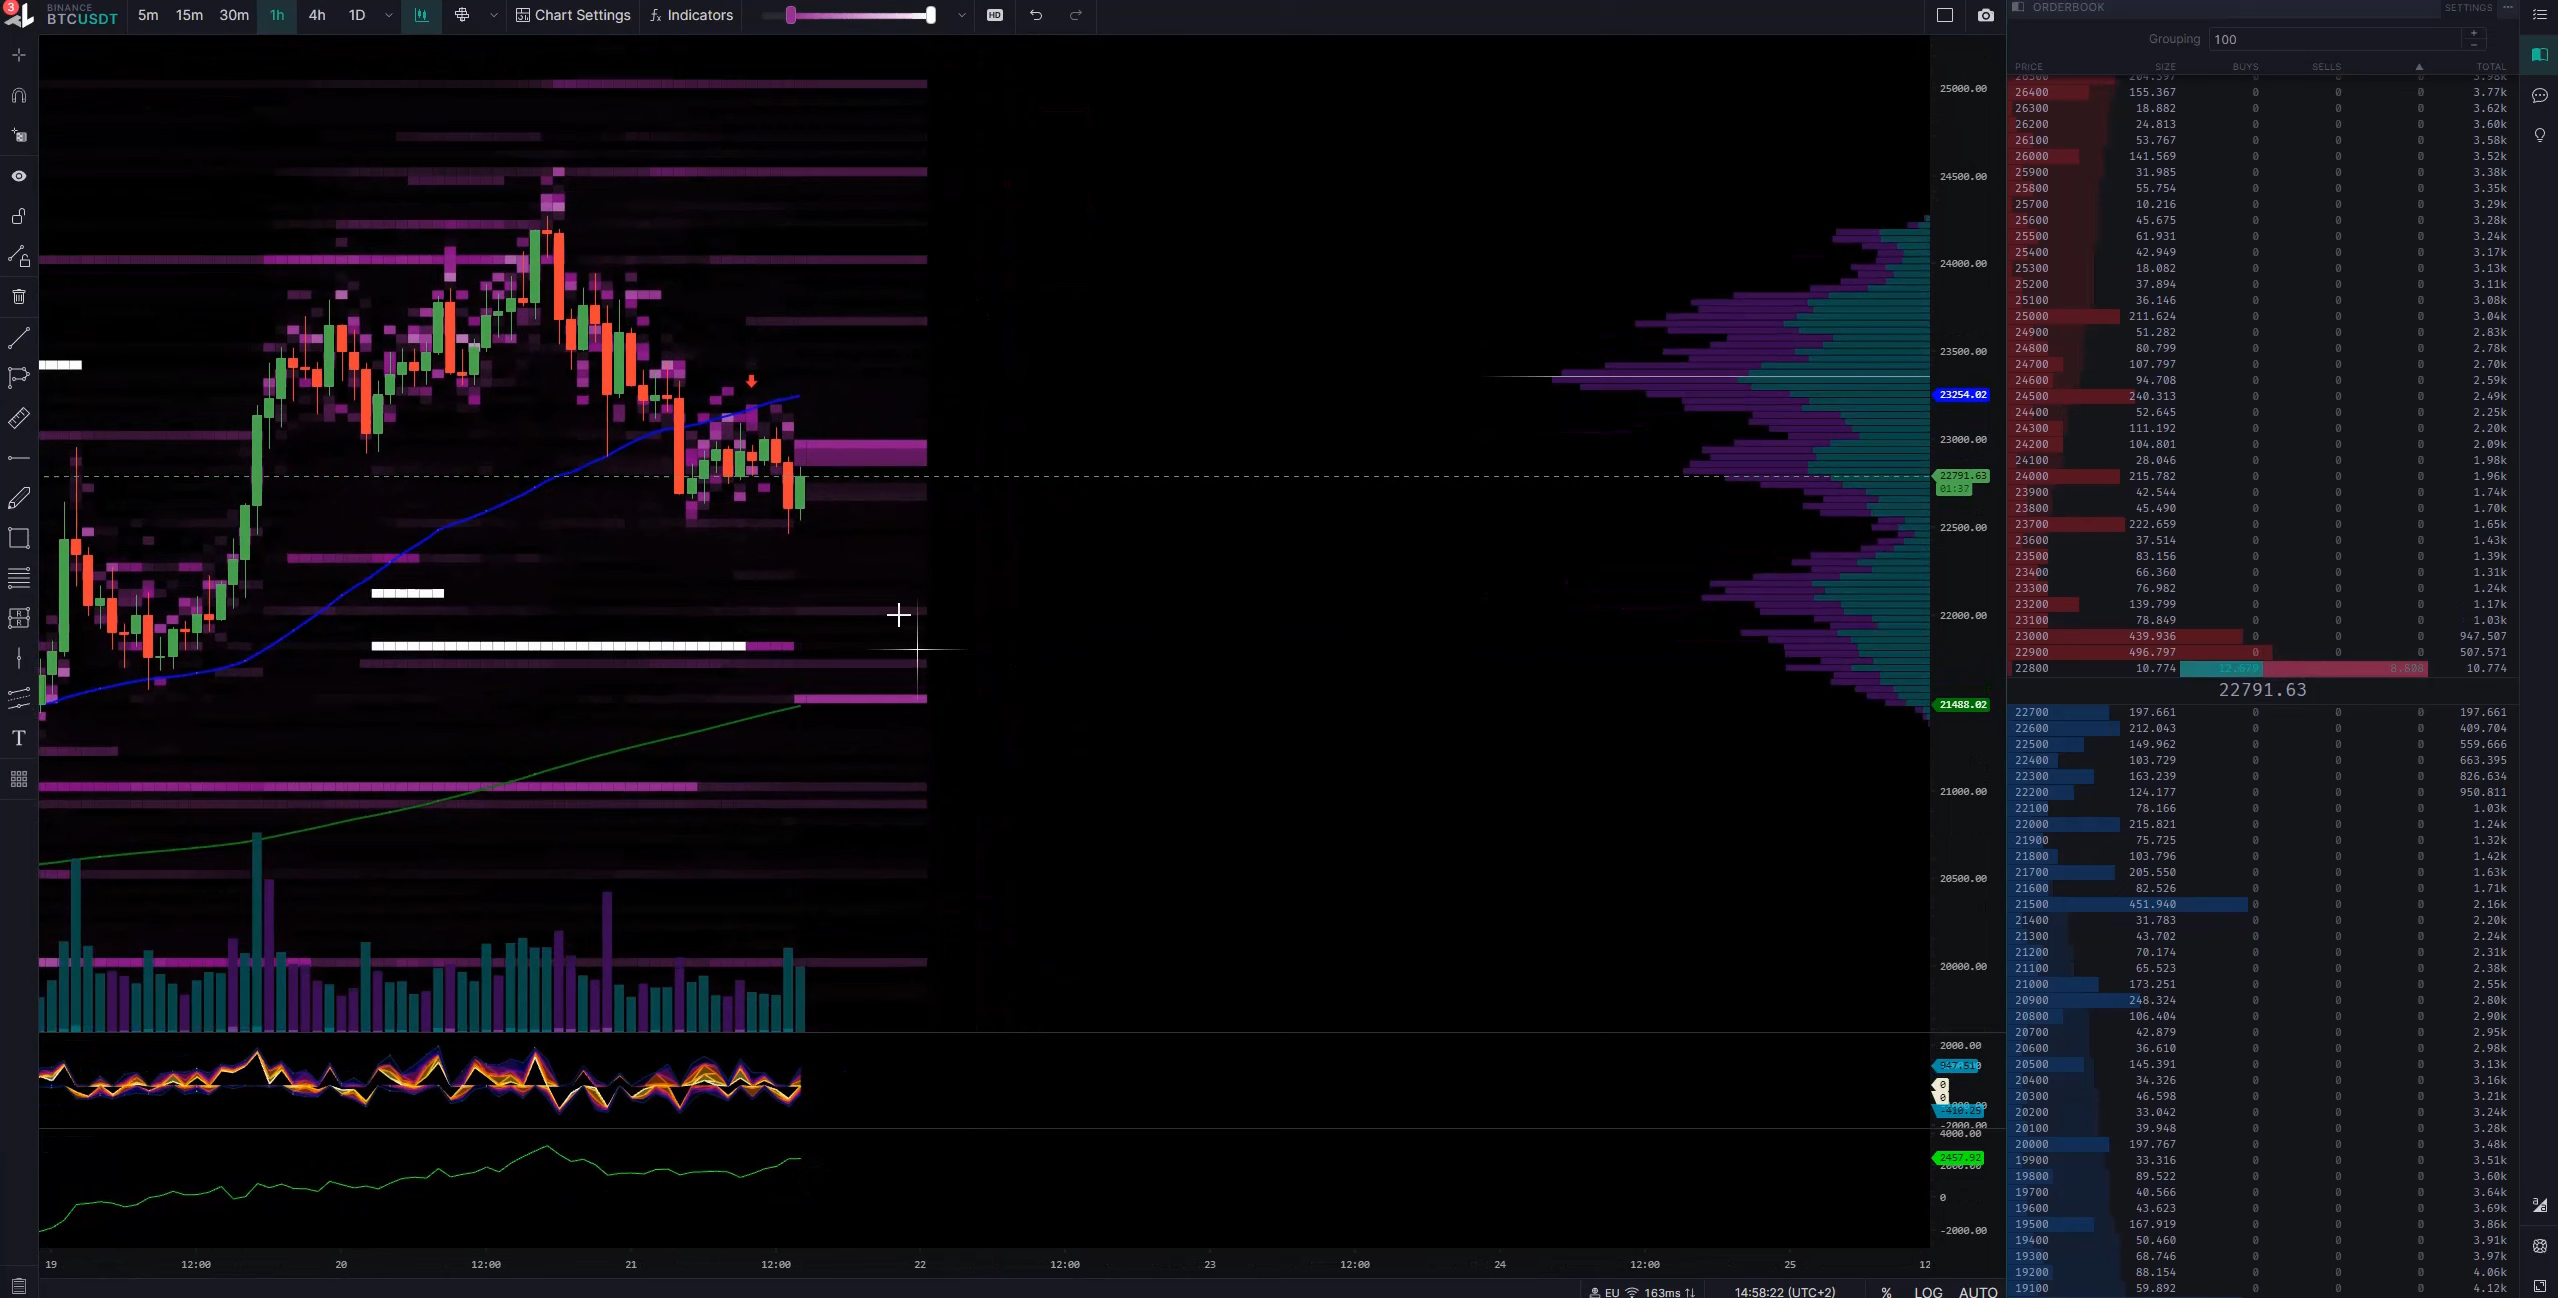 3
BINANCE
BTCUSDT
5m 15m 30m 1h 4h 1D Chart Settings fx Indicators HD
ORDERBOOK SETTINGS
Grouping 100
PRICE SIZE BUYS SELLS ▲ TOTAL
26400 155.367 0 0 0 3.77k
26300 18.882 0 0 0 3.62k
26200 24.813 0 0 0 3.60k
26100 53.767 0 0 0 3.58k
26000 141.569 0 0 0 3.52k
25900 31.985 0 0 0 3.38k
25800 55.754 0 0 0 3.35k
25700 10.216 0 0 0 3.29k
25600 45.675 0 0 0 3.28k
25500 61.931 0 0 0 3.24k
25400 42.949 0 0 0 3.17k
25300 18.082 0 0 0 3.13k
25200 37.894 0 0 0 3.11k
25100 36.146 0 0 0 3.08k
25000 211.624 0 0 0 3.04k
24900 51.282 0 0 0 2.83k
24800 80.799 0 0 0 2.78k
24700 107.797 0 0 0 2.70k
24600 94.708 0 0 0 2.59k
24500 240.313 0 0 0 2.49k
24400 52.645 0 0 0 2.25k
24300 111.192 0 0 0 2.20k
24200 104.801 0 0 0 2.09k
24100 28.046 0 0 0 1.98k
24000 215.782 0 0 0 1.96k
23900 42.544 0 0 0 1.74k
23800 45.490 0 0 0 1.70k
23700 222.659 0 0 0 1.65k
23600 37.514 0 0 0 1.43k
23500 83.156 0 0 0 1.39k
23400 66.360 0 0 0 1.31k
23300 76.982 0 0 0 1.24k
23200 139.799 0 0 0 1.17k
23100 78.849 0 0 0 1.03k
23000 439.936 0 0 0 947.507
22900 496.797 0 0 0 507.571
22800 10.774 10.774
22791.63
22700 197.661 0 0 0 197.661
22600 212.043 0 0 0 409.704
22500 149.962 0 0 0 559.666
22400 103.729 0 0 0 663.395
22300 163.239 0 0 0 826.634
22200 124.177 0 0 0 950.811
22100 78.166 0 0 0 1.03k
22000 215.821 0 0 0 1.24k
21900 75.725 0 0 0 1.32k
21800 103.796 0 0 0 1.42k
21700 205.550 0 0 0 1.63k
21600 82.526 0 0 0 1.71k
21500 451.940 0 0 0 2.16k
21400 31.783 0 0 0 2.20k
21300 43.702 0 0 0 2.24k
21200 70.174 0 0 0 2.31k
21100 65.523 0 0 0 2.38k
21000 173.251 0 0 0 2.55k
20900 248.324 0 0 0 2.80k
20800 106.404 0 0 0 2.90k
20700 42.879 0 0 0 2.95k
20600 36.610 0 0 0 2.98k
20500 145.391 0 0 0 3.13k
20400 34.326 0 0 0 3.16k
20300 46.598 0 0 0 3.21k
20200 33.042 0 0 0 3.24k
20100 39.948 0 0 0 3.28k
20000 197.767 0 0 0 3.48k
19900 33.316 0 0 0 3.51k
19800 89.522 0 0 0 3.60k
19700 40.566 0 0 0 3.64k
19600 43.623 0 0 0 3.69k
19500 167.919 0 0 0 3.86k
19400 50.460 0 0 0 3.91k
19300 68.746 0 0 0 3.97k
19200 88.154 0 0 0 4.06k
19100 59.892 0 0 0 4.12k
25000.00
24500.00
24000.00
23500.00
23254.02
23000.00
22791.63
01:37
22500.00
22000.00
21488.02
21000.00
20500.00
20000.00
2000.00
0
0
-410.25
-2000.00
4000.00
2457.92
0
-2000.00
T
19 12:00 20 12:00 21 12:00 22 12:00 23 12:00 24 12:00 25 12
EU 163ms 14:58:22 (UTC+2) % LOG AUTO